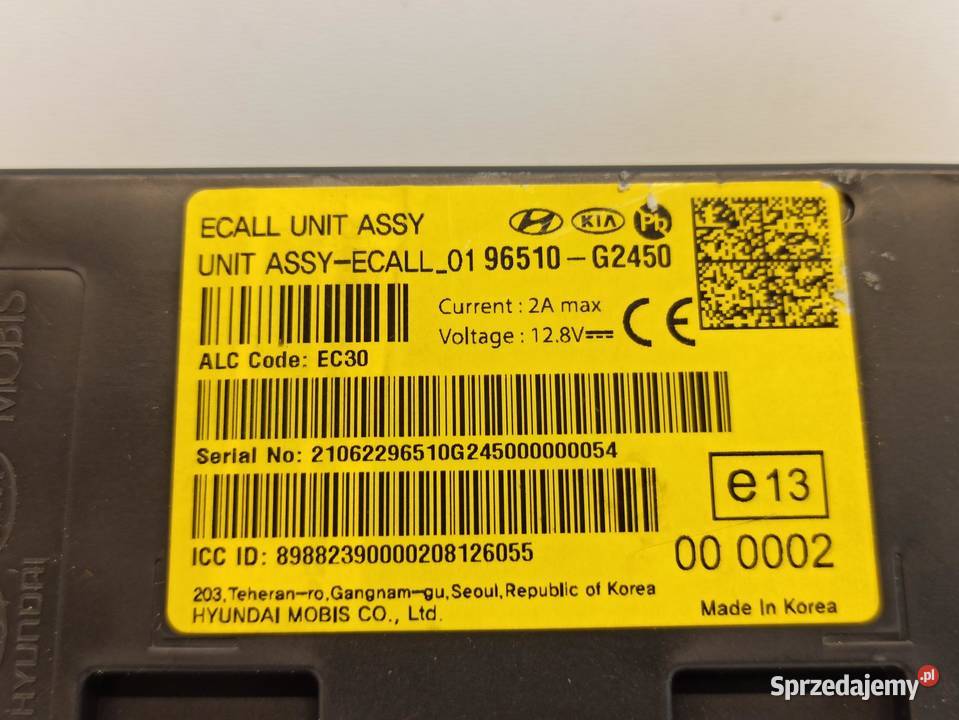 ECALL UNIT ASSY
KIA
Pb
UNIT ASSY-ECALL_01 96510-G2450
Current : 2A max
Voltage : 12.8V
CE
ALC Code: EC30
Serial No: 21062296510G245000000054
e13
ICC ID: 89882390000208126055
00 0002
203,Teheran-ro,Gangnam-gu,Seoul,Republic of Korea
HYUNDAI MOBIS CO., Ltd.
Made In Korea
HYUNDAI MOBIS
Sprzedajemy.pl